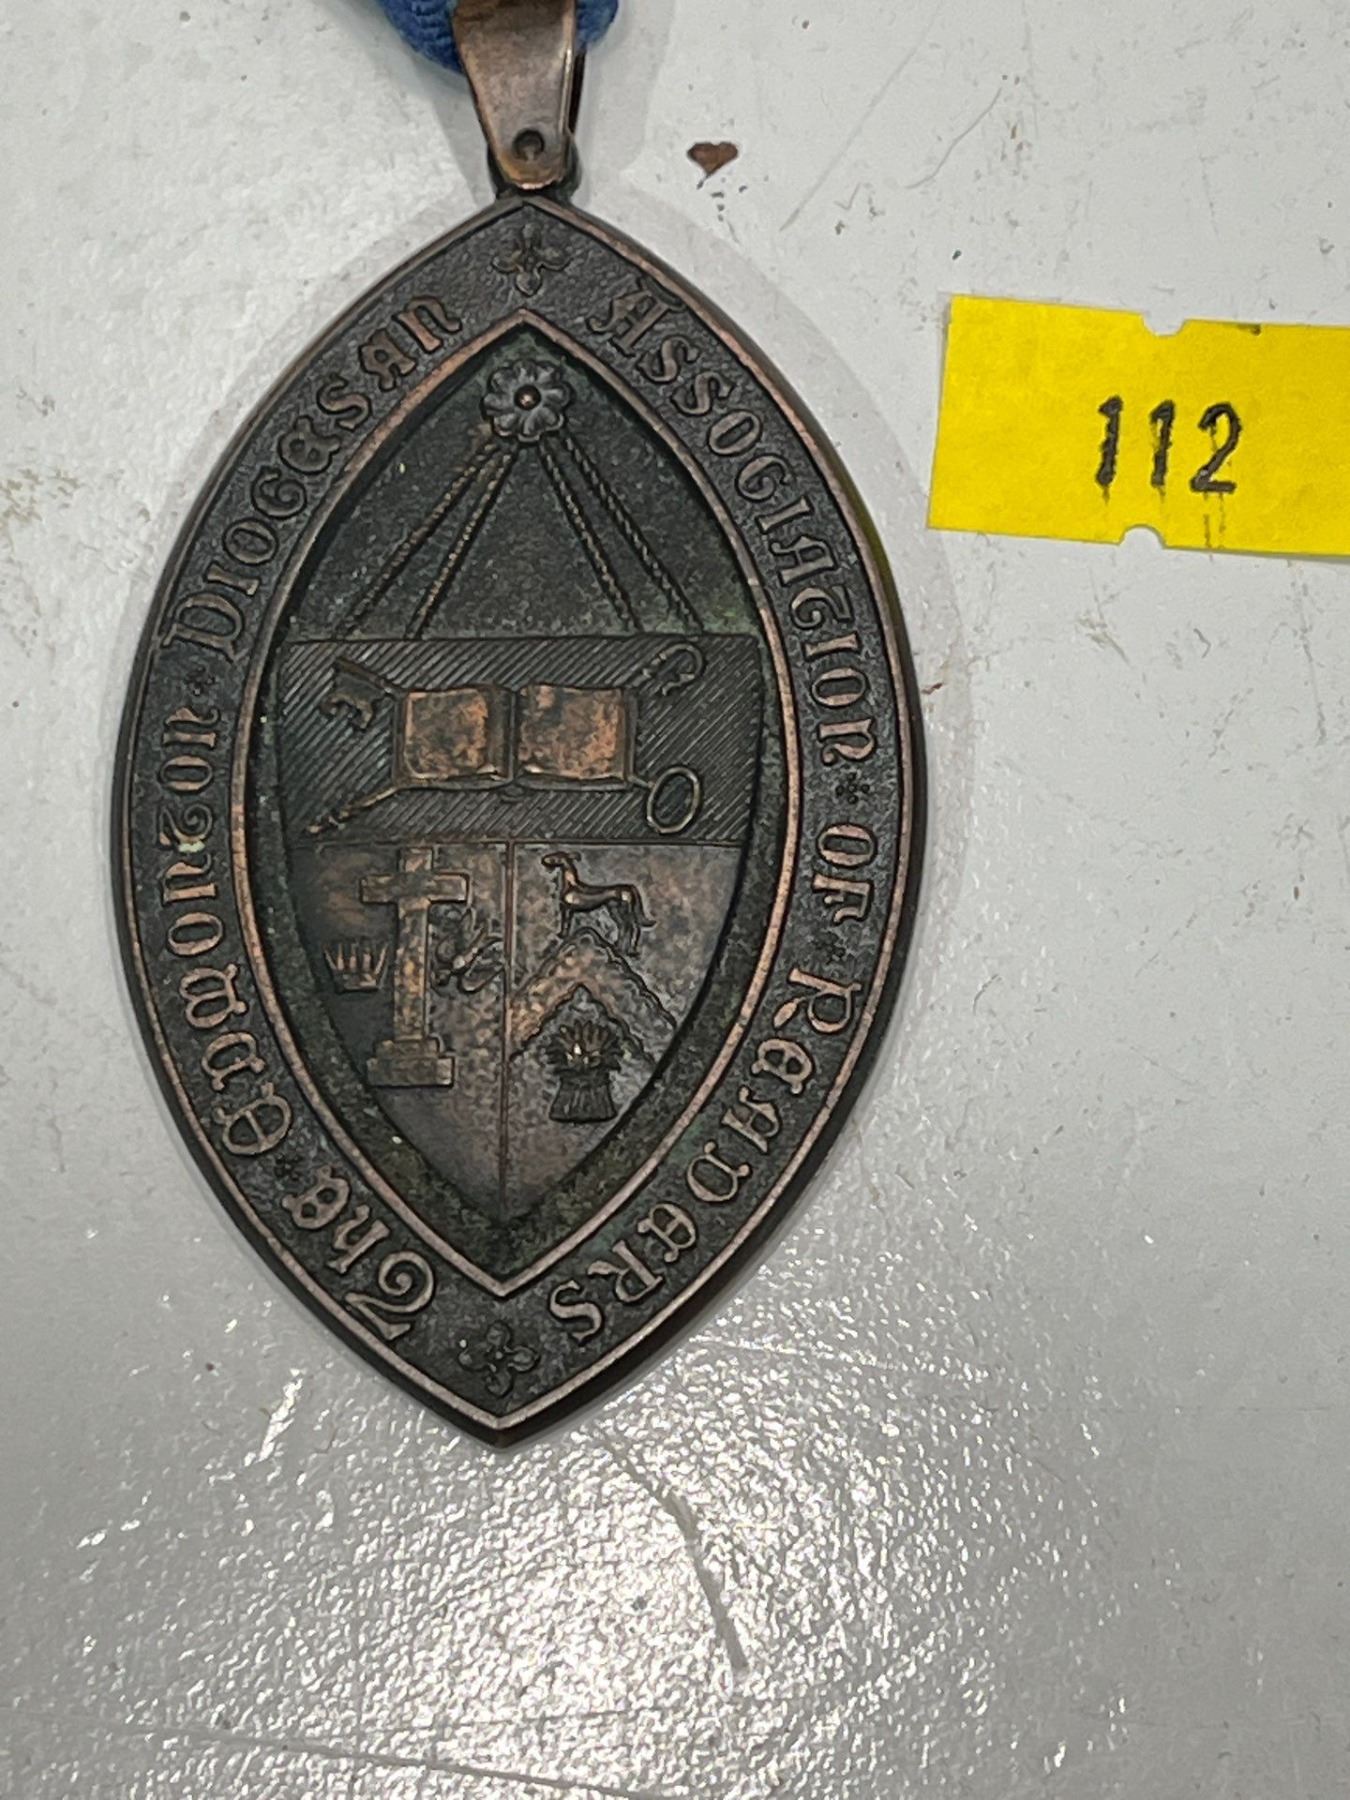 The Edmonton Diocesan Association of Readers
112